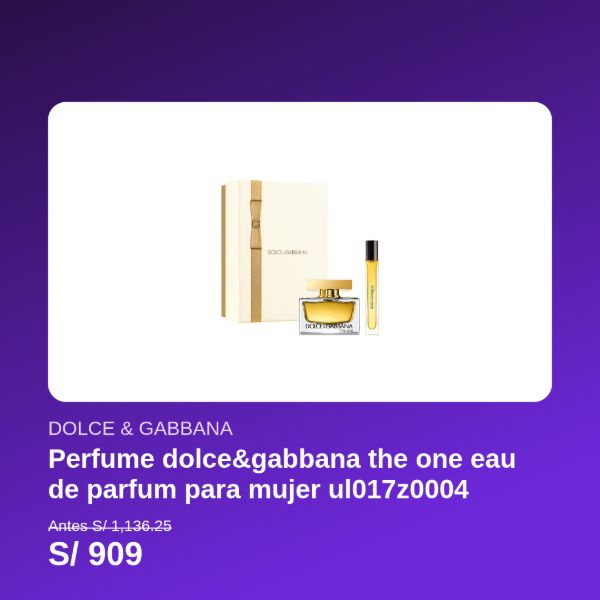 DOLCE & GABBANA
DOLCE & GABBANA
DOLCE & GABBANA
Perfume dolce&gabbana the one eau
de parfum para mujer ul017z0004
Antes S/ 1,136.25
S/ 909